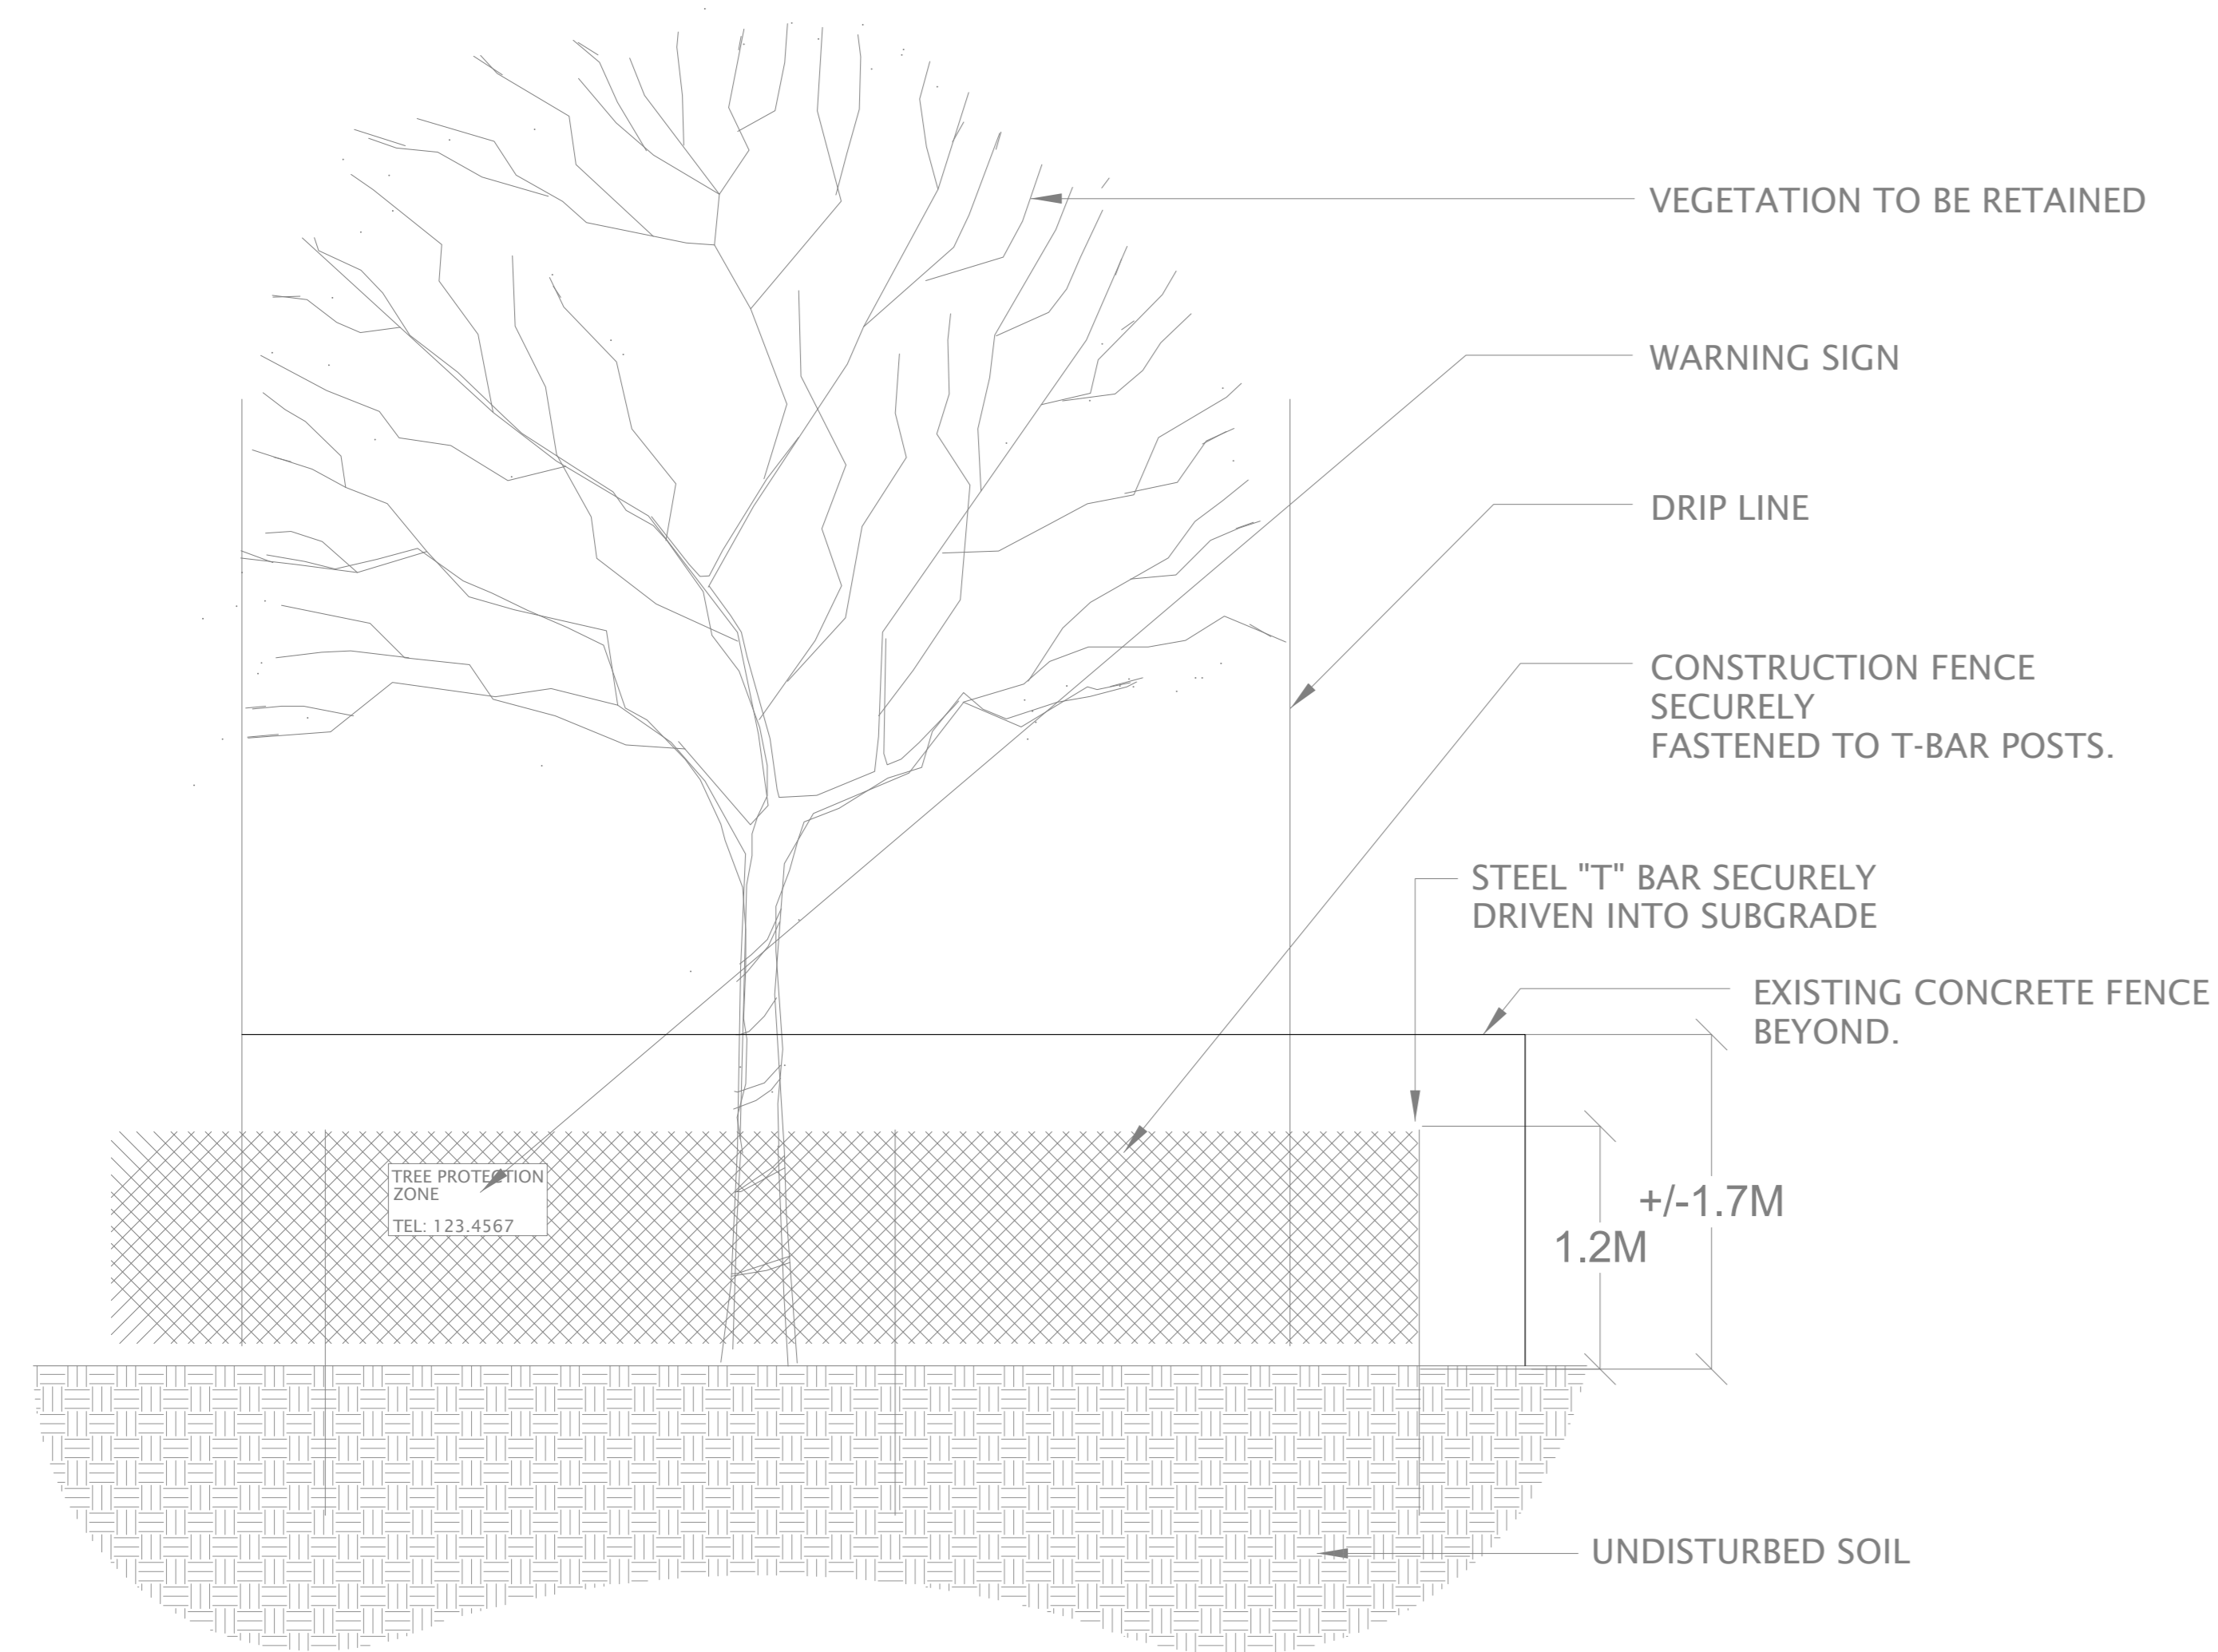 VEGETATION TO BE RETAINED
WARNING SIGN
DRIP LINE
CONSTRUCTION FENCE
SECURELY
FASTENED TO T-BAR POSTS.
STEEL "T" BAR SECURELY
DRIVEN INTO SUBGRADE
EXISTING CONCRETE FENCE
BEYOND.
TREE PROTECTION
ZONE
TEL: 123.4567
+/-1.7M
1.2M
UNDISTURBED SOIL